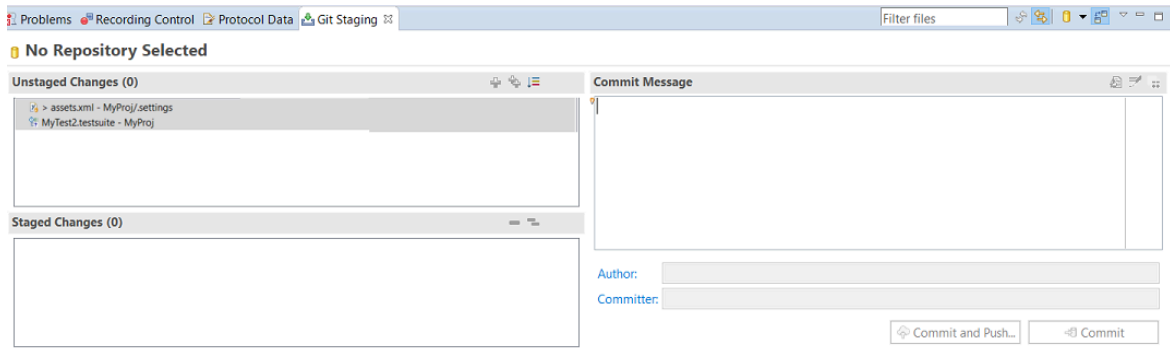 Problems Recording Control Protocol Data Git Staging Filter files
No Repository Selected
Unstaged Changes (0)
> assets.xml - MyProj/.settings
MyTest2.testsuite - MyProj
Staged Changes (0)
Commit Message
Author:
Committer:
Commit and Push... Commit